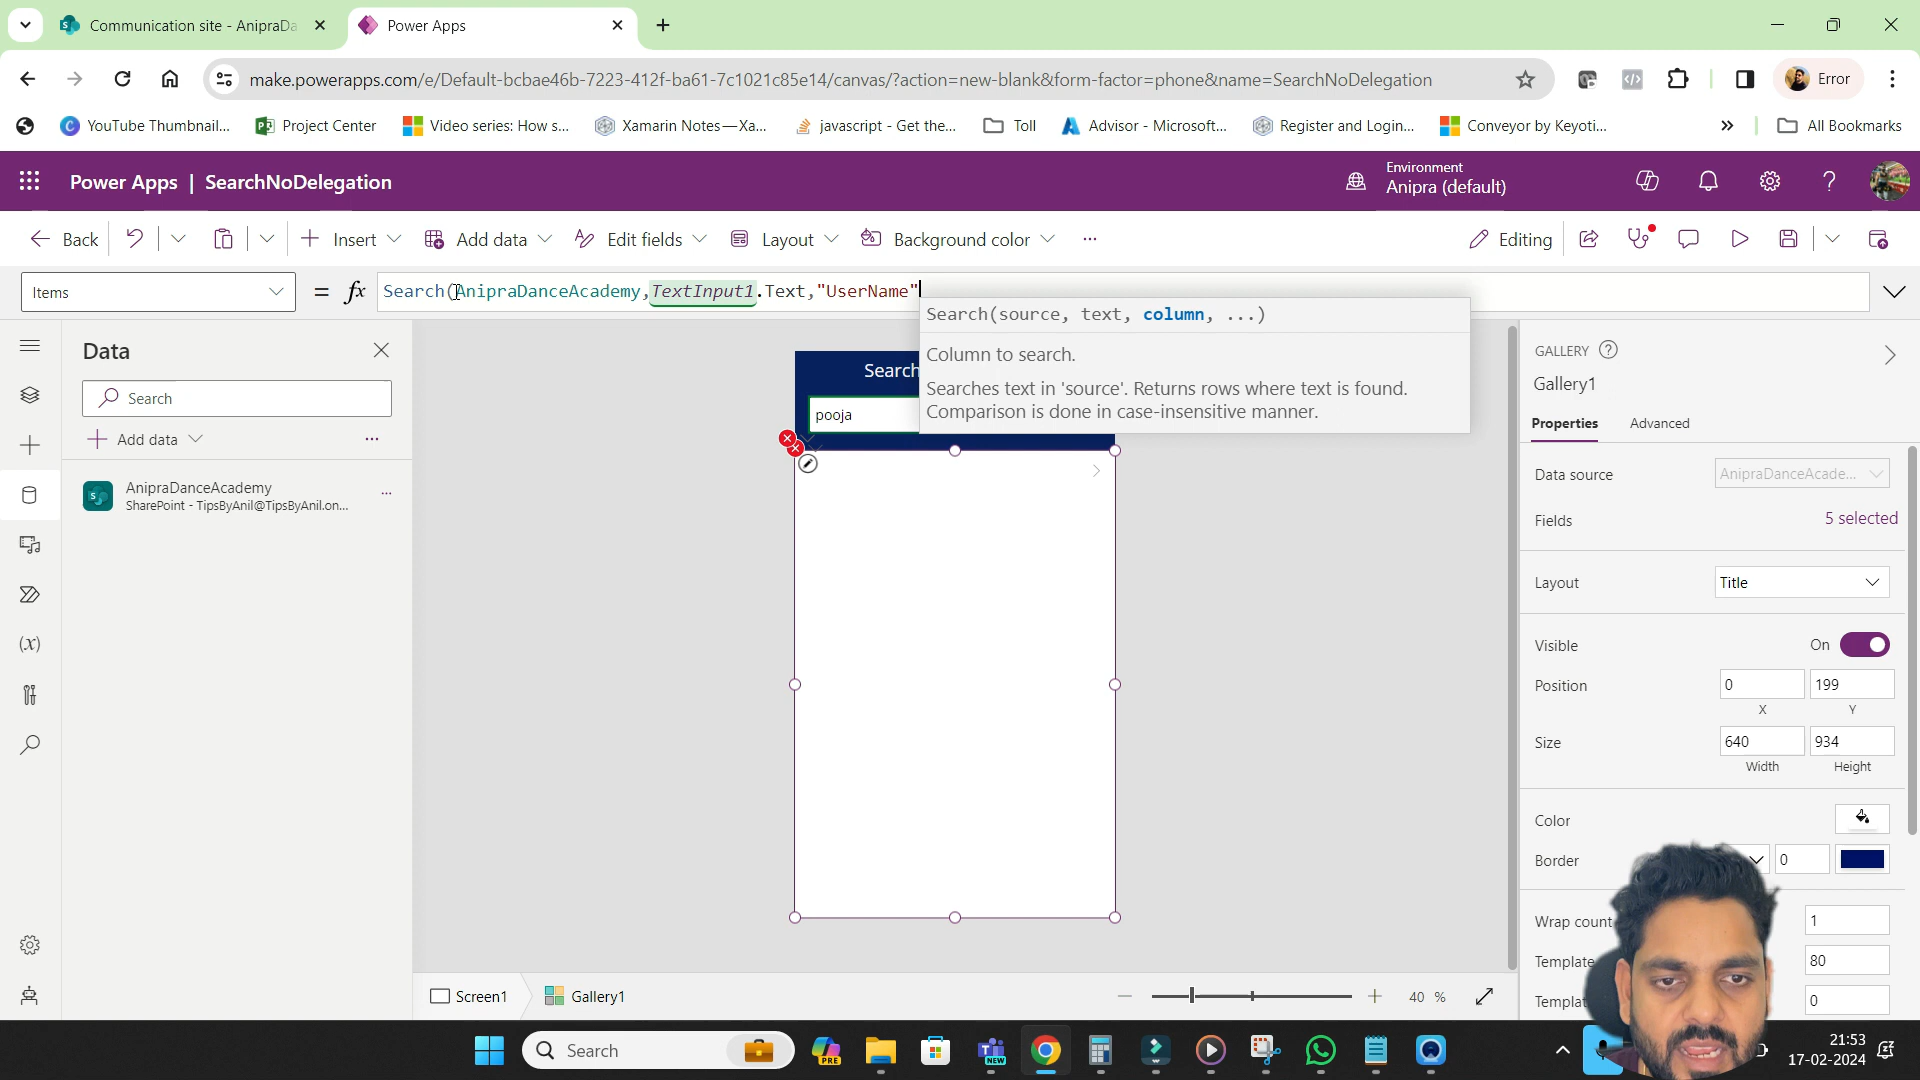 Communication site - AnipraDa
Power Apps
make.powerapps.com/e/Default-bcbae46b-7223-412f-ba61-7c1021c85e14/canvas/?action=new-blank&form-factor=phone&name=SearchNoDelegation
Error
YouTube Thumbnail...
Project Center
Video series: How s...
Xamarin Notes—Xa...
javascript - Get the...
Toll
Advisor - Microsoft...
Register and Login...
Conveyor by Keyoti...
All Bookmarks
Power Apps | SearchNoDelegation
Environment
Anipra (default)
Back
Insert
Add data
Edit fields
Layout
Background color
Editing
Items
= fx Search(AnipraDanceAcademy,TextInput1.Text,"UserName"
Search(source, text, column, ...)
Column to search.
Searches text in 'source'. Returns rows where text is found.
Comparison is done in case-insensitive manner.
Data
Search
Add data
AnipraDanceAcademy
SharePoint - TipsByAnil@TipsByAnil.on...
Search
pooja
GALLERY
Gallery1
Properties
Advanced
Data source
AnipraDanceAcade...
Fields
5 selected
Layout
Title
Visible
On
Position
0
199
X
Y
Size
640
934
Width
Height
Color
Border
0
Wrap count
1
Template
80
0
Screen1
Gallery1
40 %
Search
PRE
NEW
21:53
17-02-2024